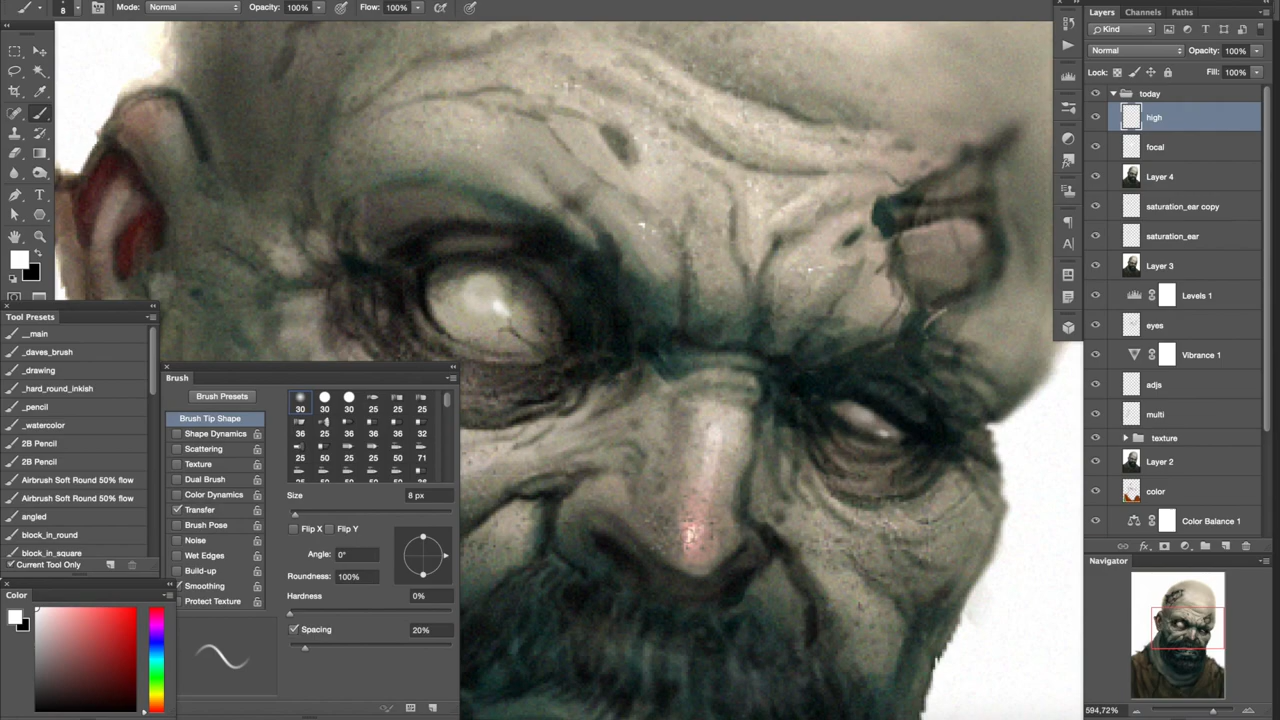 8
Mode:
Normal
Opacity:
100%
Flow:
100%
Layers
Channels
Paths
Kind
Normal
Opacity:
100%
Lock:
Fill:
100%
today
high
focal
Layer 4
saturation_ear copy
saturation_ear
Layer 3
Levels 1
eyes
Vibrance 1
adjs
multi
texture
Layer 2
color
Color Balance 1
Navigator
594,72%
Tool Presets
__main
_daves_brush
_drawing
_hard_round_inkish
_pencil
_watercolor
2B Pencil
2B Pencil
Airbrush Soft Round 50% flow
Airbrush Soft Round 50% flow
angled
block_in_round
block_in_square
Current Tool Only
Color
Brush
Brush Presets
Brush Tip Shape
Shape Dynamics
Scattering
Texture
Dual Brush
Color Dynamics
Transfer
Brush Pose
Noise
Wet Edges
Build-up
Smoothing
Protect Texture
30 30 30 25 25 25
36 25 36 36 36 32
25 50 25 50 50 71
Size
8 px
Flip X
Flip Y
Angle:
0°
Roundness:
100%
Hardness
0%
Spacing
20%